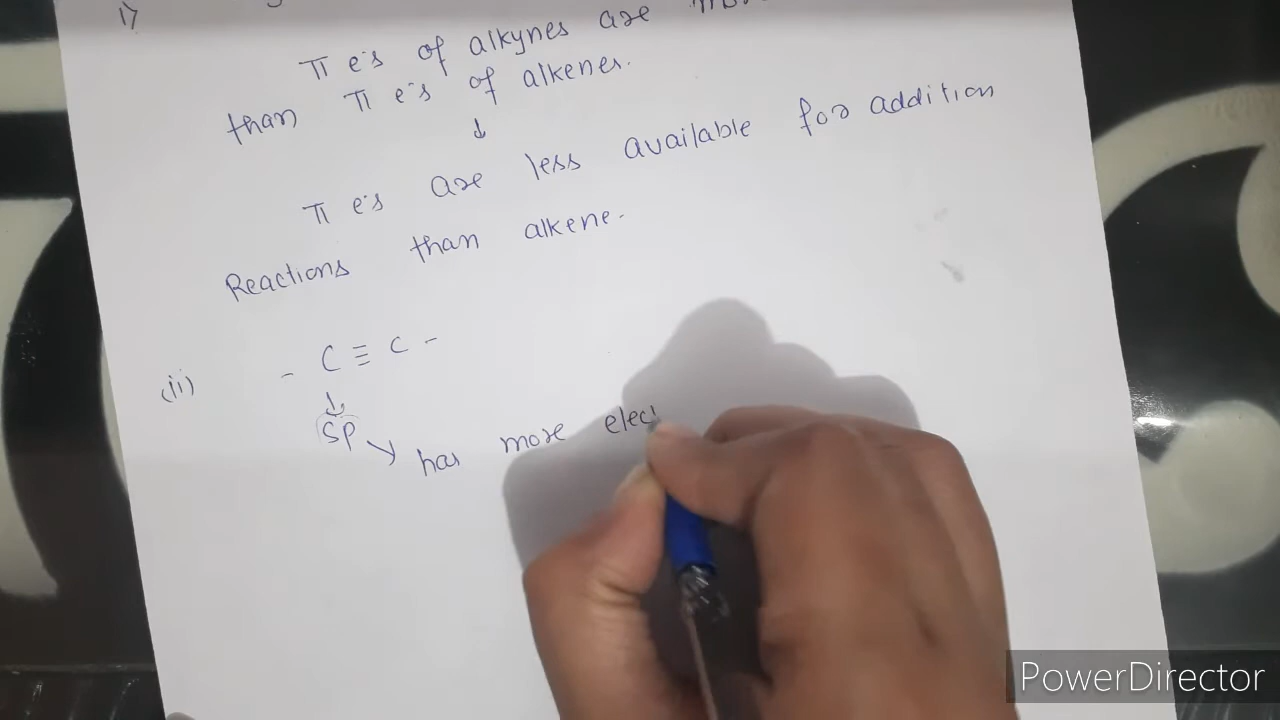 i)
π e⁻s of alkynes are
than π e⁻s of alkenes.
↓
π e⁻s are less available for addition
Reactions than alkene.
(ii) - C ≡ C -
↓
SP → has more elec
PowerDirector